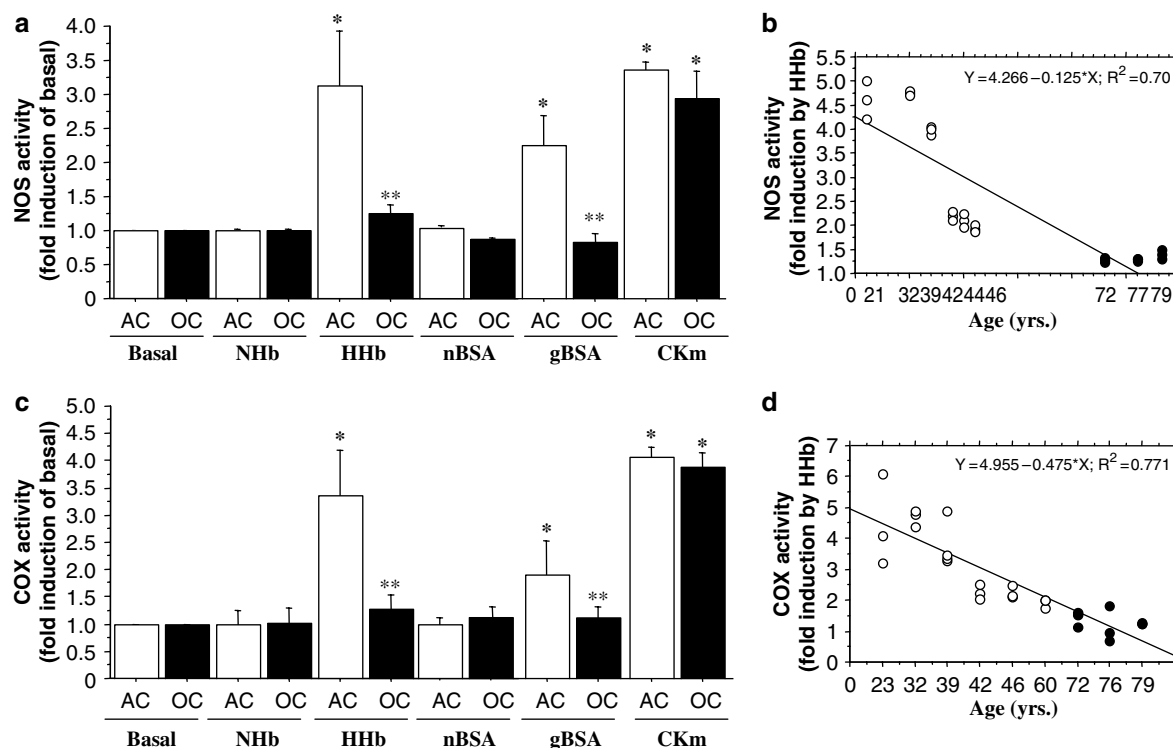 a
NOS activity
(fold induction of basal)
4.0
3.5
3.0
2.5
2.0
1.5
1.0
0.5
0
*
**
*
**
*
*
AC OC AC OC AC OC AC OC AC OC AC OC
Basal NHb HHb nBSA gBSA CKm
b
NOS activity
(fold induction by HHb)
5.5
5.0
4.5
4.0
3.5
3.0
2.5
2.0
1.5
1.0
Y=4.266–0.125*X; R2=0.70
0 21 3239424446 72 7779
Age (yrs.)
c
COX activity
(fold induction of basal)
5.0
4.5
4.0
3.5
3.0
2.5
2.0
1.5
1.0
0.5
0
*
**
*
**
*
*
AC OC AC OC AC OC AC OC AC OC AC OC
Basal NHb HHb nBSA gBSA CKm
d
COX activity
(fold induction by HHb)
7
6
5
4
3
2
1
0
Y=4.955–0.475*X; R2=0.771
0 23 32 39 42 46 60 72 76 79
Age (yrs.)